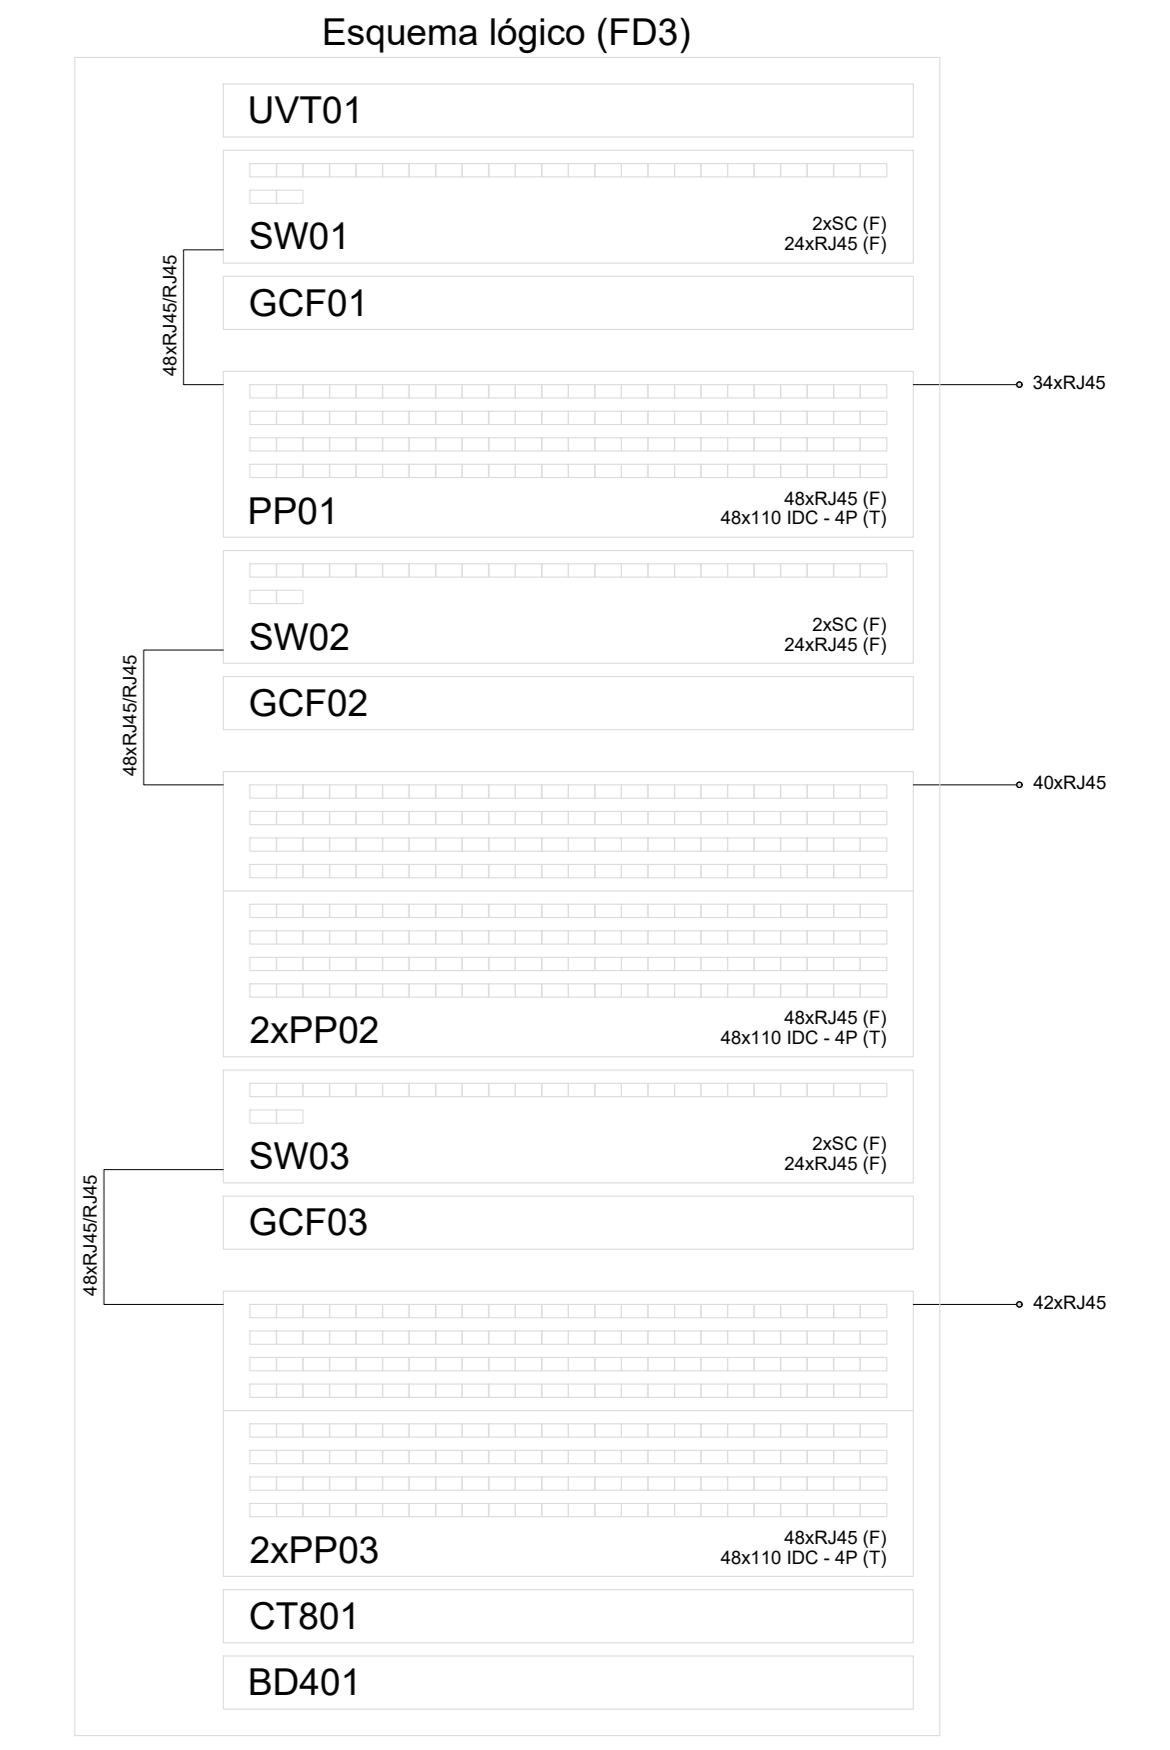 Esquema lógico (FD3)
UVT01
SW01
2xSC (F)
24xRJ45 (F)
48xRJ45/RJ45
GCF01
34xRJ45
PP01
48xRJ45 (F)
48x110 IDC - 4P (T)
SW02
2xSC (F)
24xRJ45 (F)
48xRJ45/RJ45
GCF02
40xRJ45
2xPP02
48xRJ45 (F)
48x110 IDC - 4P (T)
SW03
2xSC (F)
24xRJ45 (F)
48xRJ45/RJ45
GCF03
42xRJ45
2xPP03
48xRJ45 (F)
48x110 IDC - 4P (T)
CT801
BD401